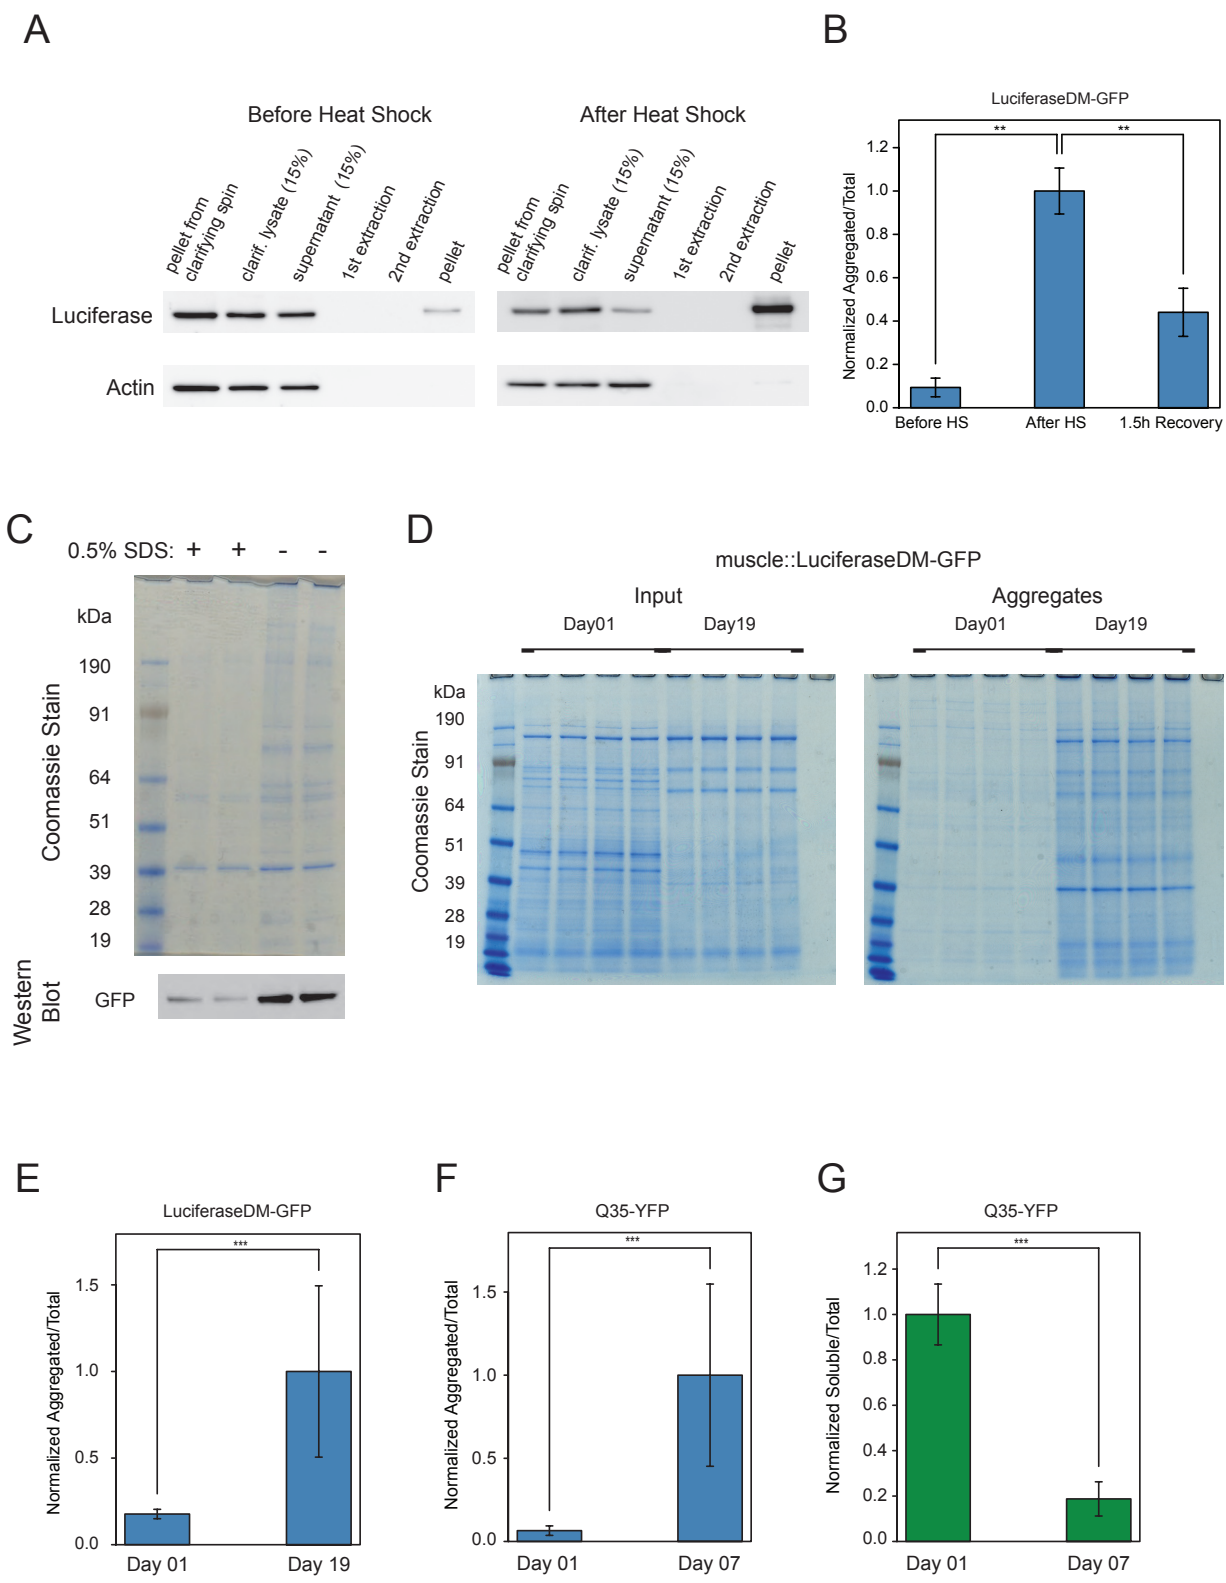 A
Before Heat Shock
After Heat Shock
pellet from
clarifying spin
clarif. lysate (15%)
supernatant (15%)
1st extraction
2nd extraction
pellet
pellet from
clarifying spin
clarif. lysate (15%)
supernatant (15%)
1st extraction
2nd extraction
pellet
Luciferase
Actin
B
LuciferaseDM-GFP
** **
Normalized Aggregated/Total
1.2
1.0
0.8
0.6
0.4
0.2
0.0
Before HS After HS 1.5h Recovery
C
0.5% SDS: + + - -
kDa
190
91
64
51
39
28
19
Coomassie Stain
Western
Blot
GFP
D
muscle::LuciferaseDM-GFP
Input Aggregates
Day01 Day19 Day01 Day19
kDa
190
91
64
51
39
28
19
Coomassie Stain
E
LuciferaseDM-GFP
***
Normalized Aggregated/Total
1.5
1.0
0.5
0.0
Day 01 Day 19
F
Q35-YFP
***
Normalized Aggregated/Total
1.5
1.0
0.5
0.0
Day 01 Day 07
G
Q35-YFP
***
Normalized Soluble/Total
1.2
1.0
0.8
0.6
0.4
0.2
0.0
Day 01 Day 07